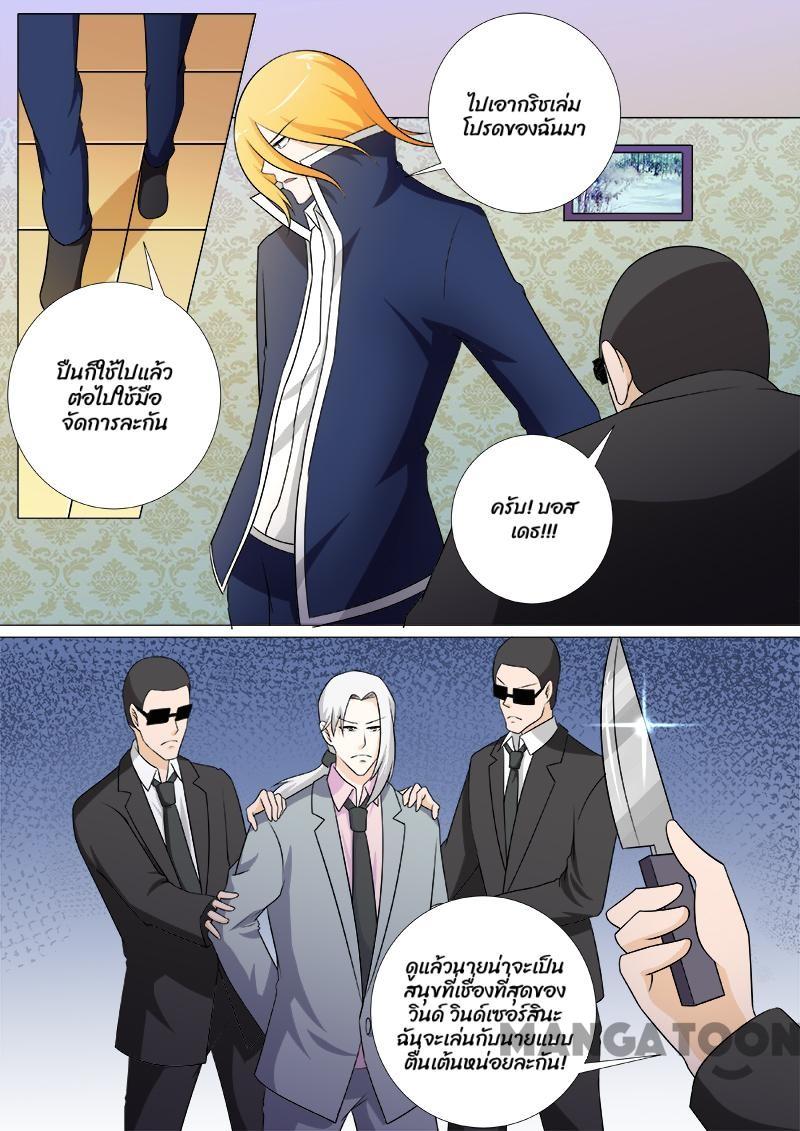 ไปเอากริชเล่ม
โปรดของฉันมา
ปืนก็ใช้ไปแล้ว
ต่อไปใช้มือ
จัดการละกัน
ครับ! บอส
เดธ!!!
ดูแล้วนายน่าจะเป็น
สนุขที่เชื่องที่สุดของ
วินด์ วินด์เซอร์สินะ
ฉันจะเล่นกับนายแบบ
ตื่นเต้นหน่อยละกัน!
MANGATOON